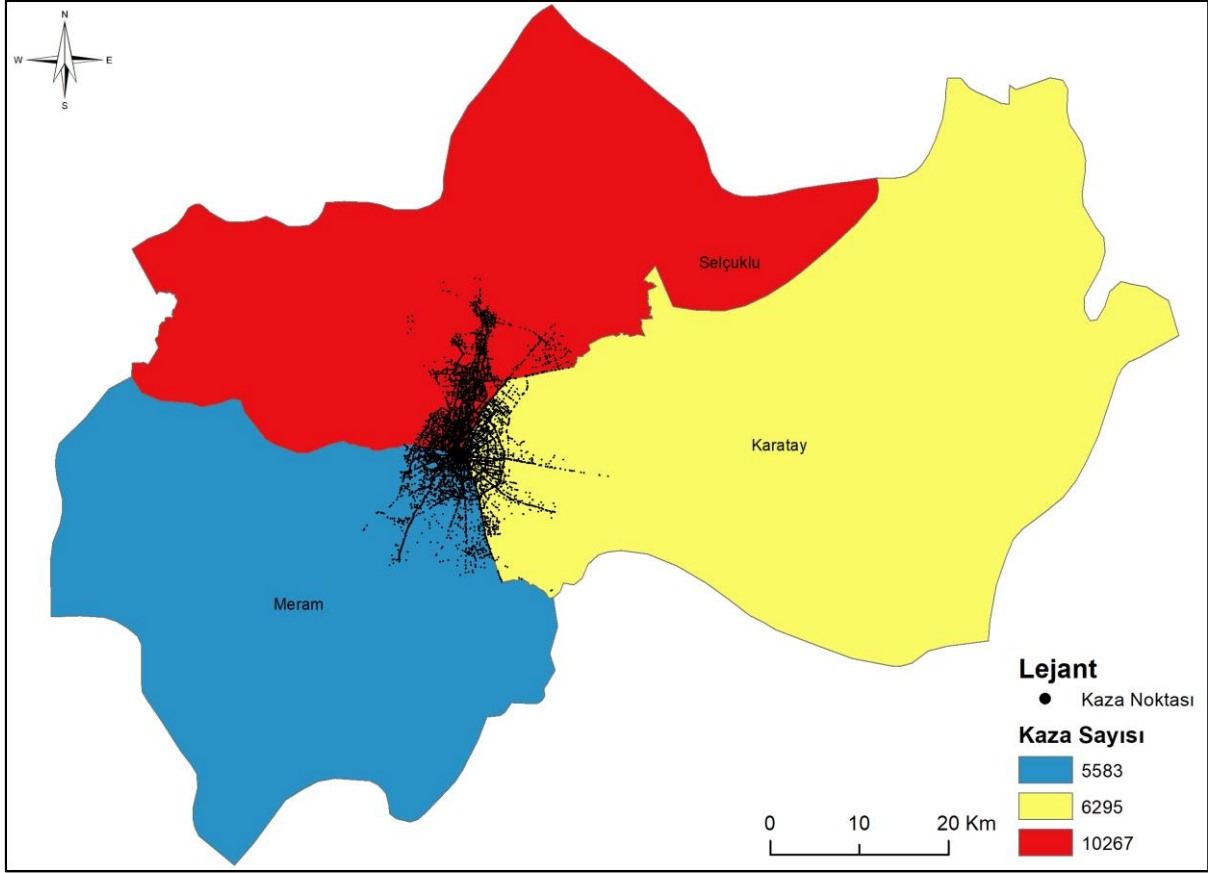 N
W E
S
Selçuklu
Karatay
Meram
Lejant
Kaza Noktası
Kaza Sayısı
5583
6295
10267
0 10 20 Km